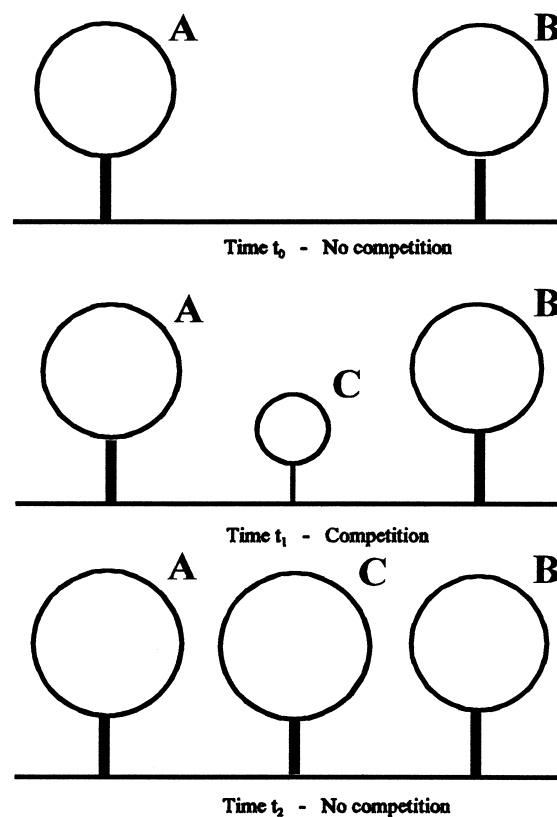 A B
Time t₀ - No competition
A B
C
Time t₁ - Competition
A C B
Time t₂ - No competition